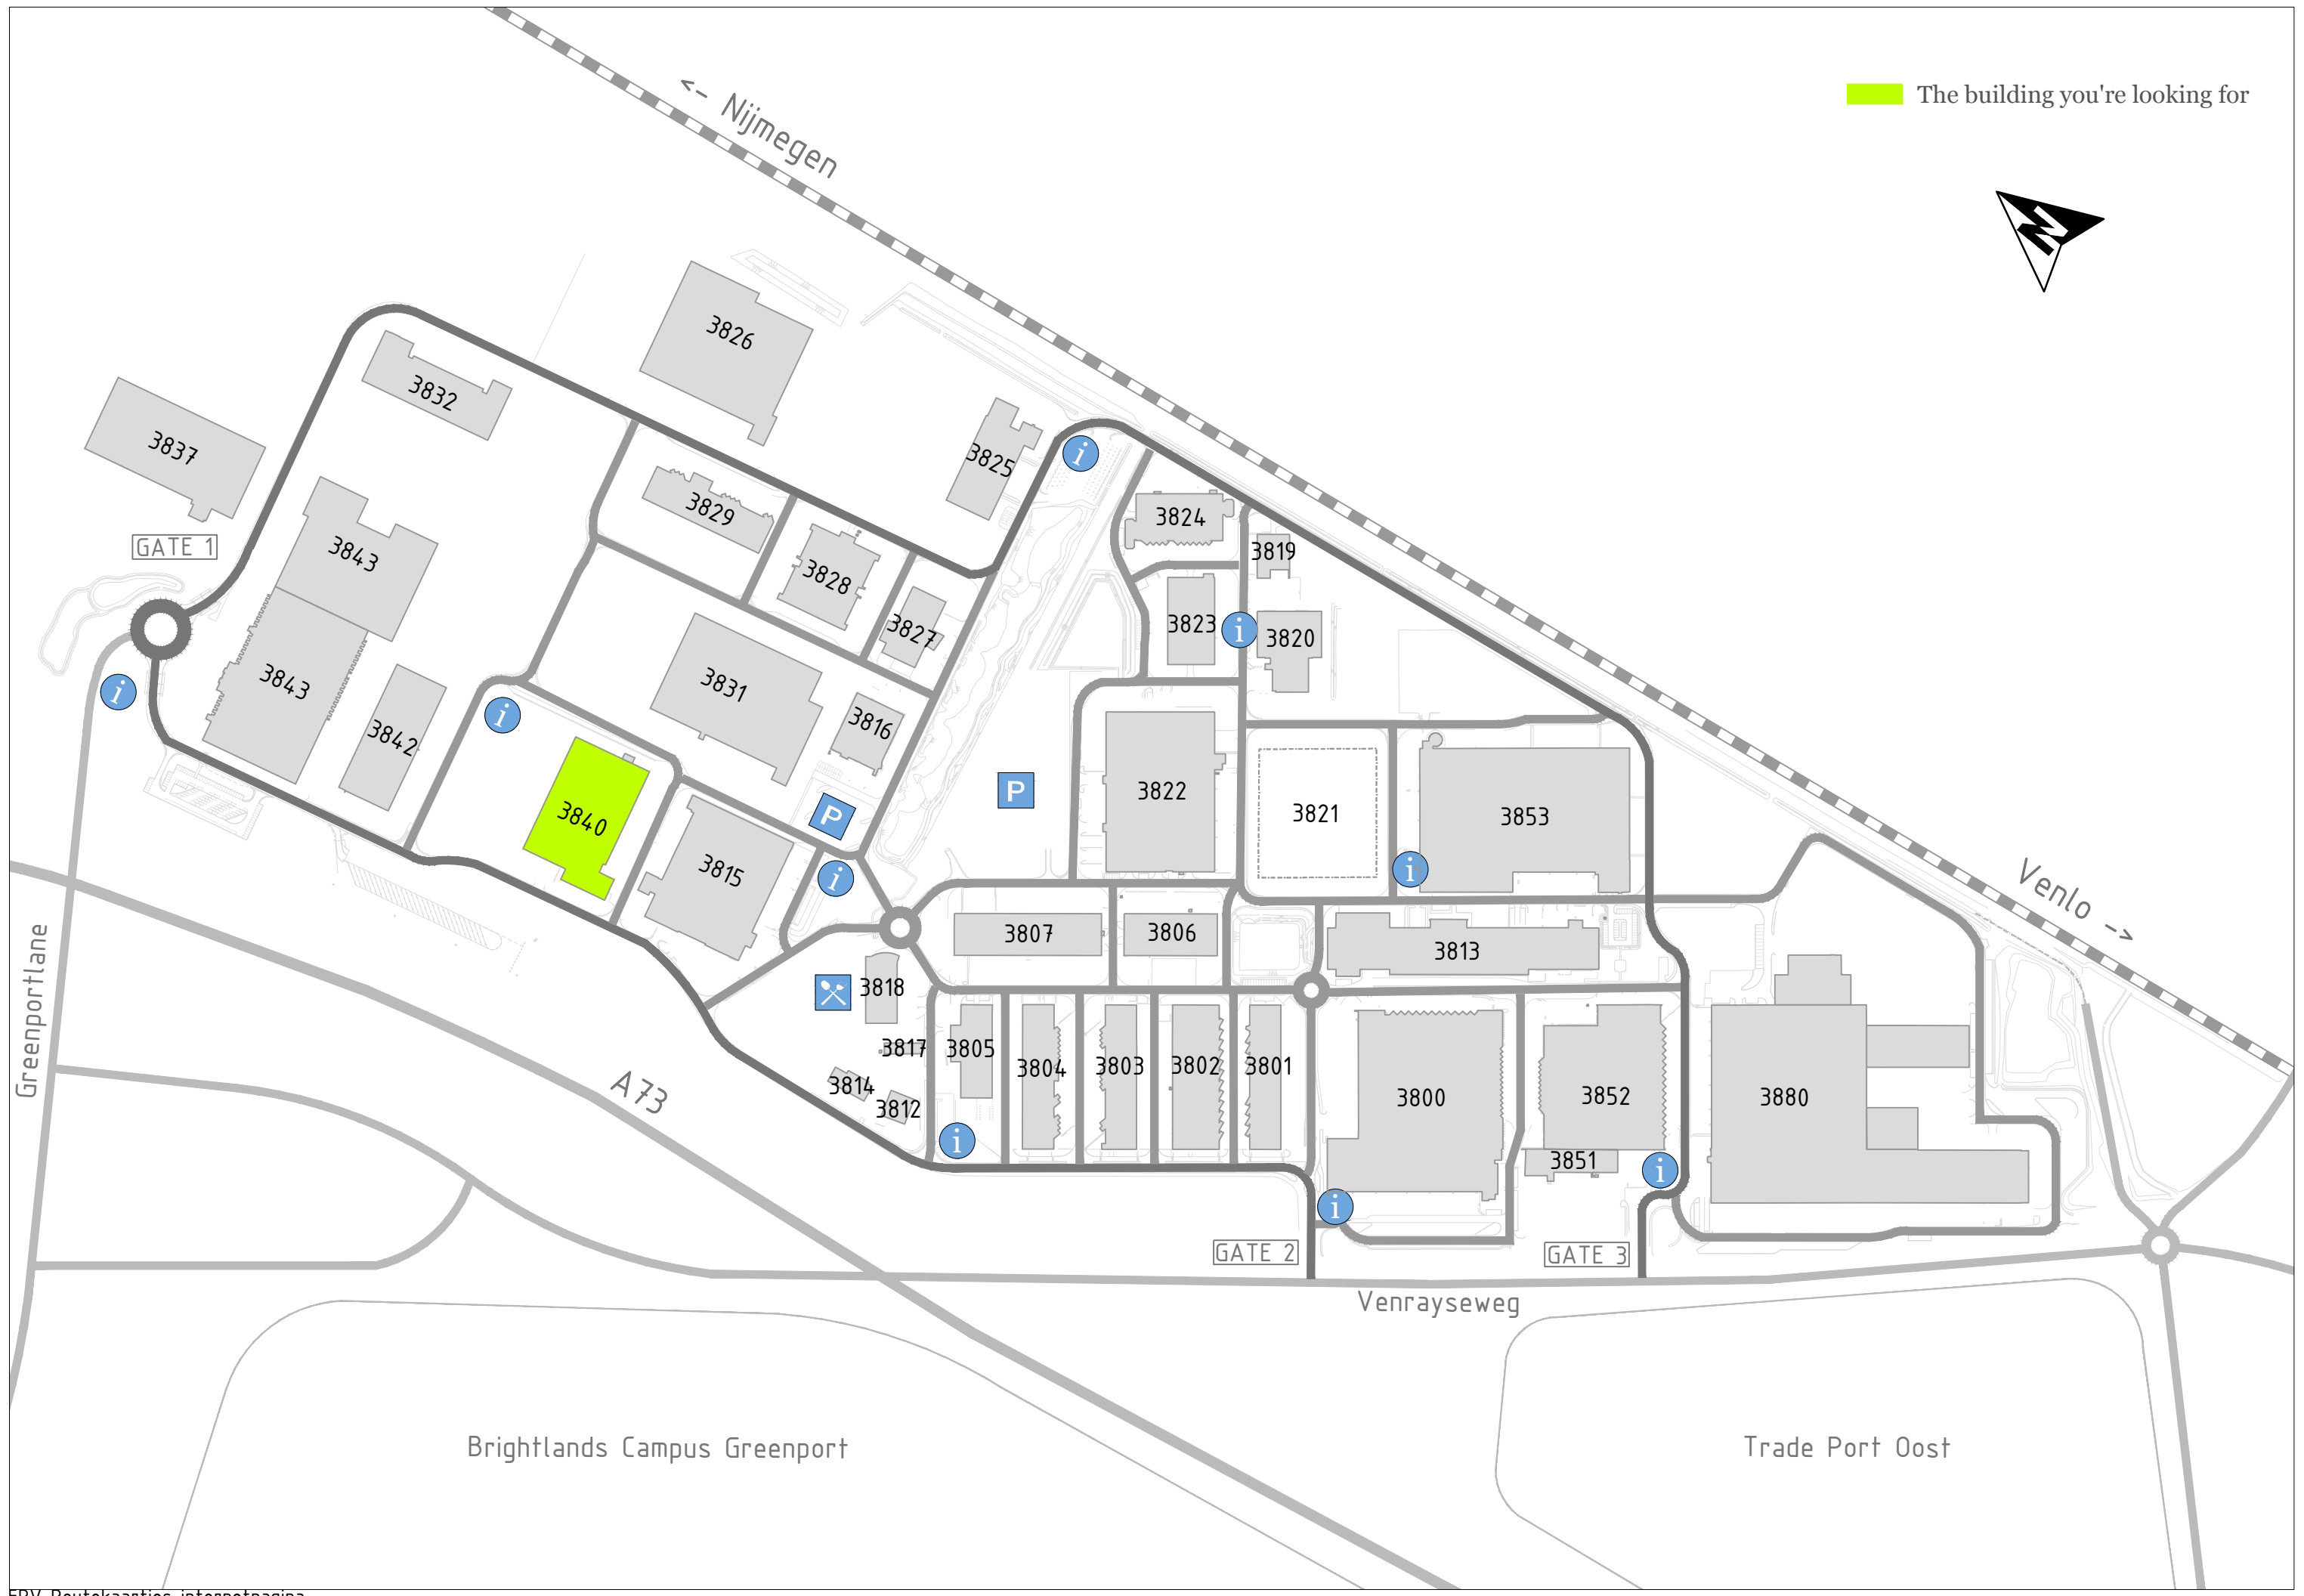 The building you're looking for
<- Nijmegen
N
3826
3832
3837
3825
3829
3824
GATE 1
3843
3819
3828
3823
3827
3820
3843
3831
3842
3816
i
i
i
i
P
P
3822
3821
3853
3840
3815
i
i
Venlo ->
3807
3806
3813
Greenportlane
3818
3817
3805
3804
3803
3802
3801
3800
3852
3880
A73
3814
3812
i
3851
i
i
GATE 2
GATE 3
Venrayseweg
Brightlands Campus Greenport
Trade Port Oost